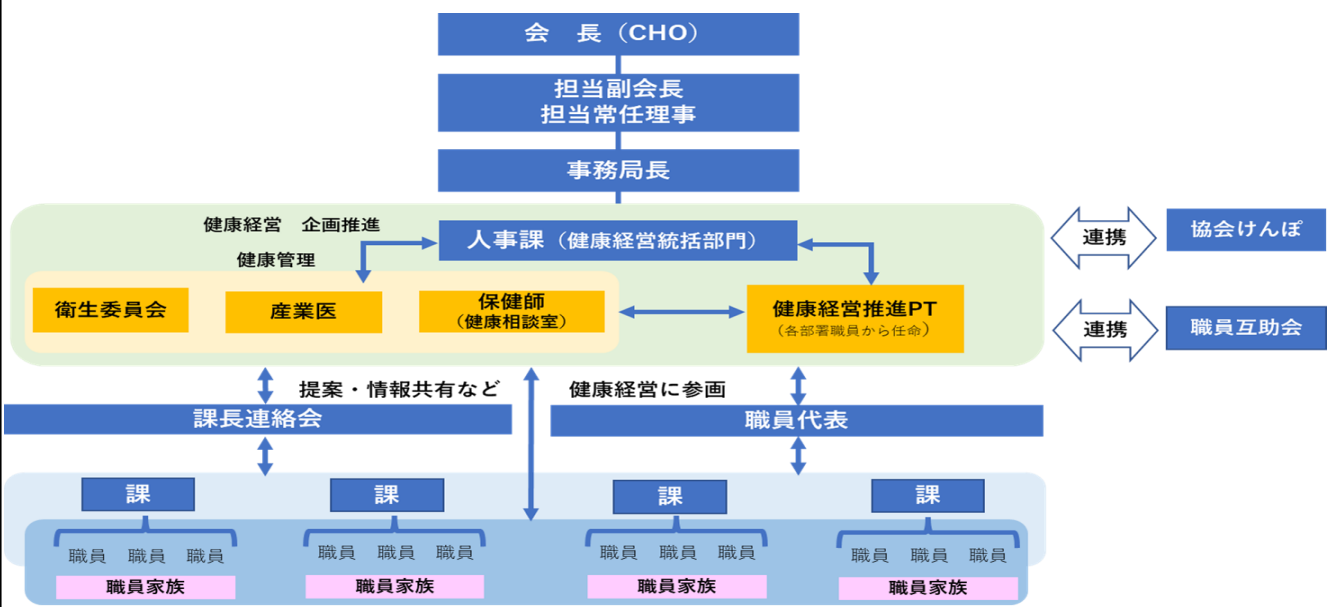 会　長（CHO）
担当副会長
担当常任理事
事務局長
健康経営　企画推進
人事課（健康経営統括部門）
連携
協会けんぽ
健康管理
衛生委員会
産業医
保健師
（健康相談室）
健康経営推進PT
（各部署職員から任命）
連携
職員互助会
提案・情報共有など
健康経営に参画
課長連絡会
職員代表
課
課
課
課
職員　職員　職員
職員　職員　職員
職員　職員　職員
職員　職員　職員
職員家族
職員家族
職員家族
職員家族